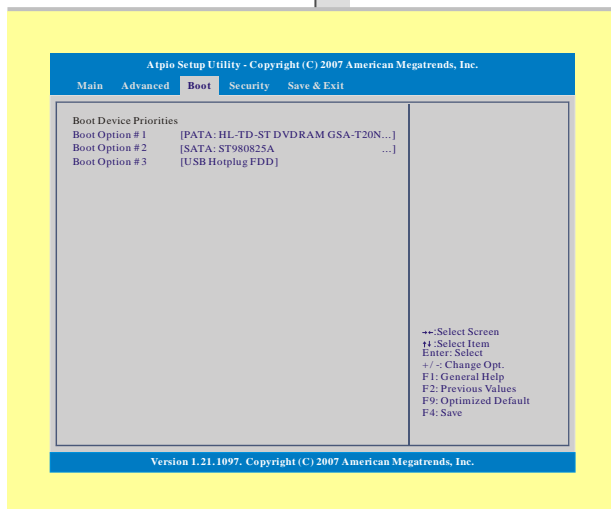 Atpio Setup Utility - Copyright (C) 2007 American Megatrends, Inc.
Main Advanced Boot Security Save & Exit
Boot Device Priorities
Boot Option #1 [PATA: HL-TD-ST DVDRAM GSA-T20N...]
Boot Option #2 [SATA: ST980825A ...]
Boot Option #3 [USB Hotplug FDD]
→←:Select Screen
↑↓:Select Item
Enter: Select
+/-: Change Opt.
F1: General Help
F2: Previous Values
F9: Optimized Default
F4: Save
Version 1.21.1097. Copyright (C) 2007 American Megatrends, Inc.